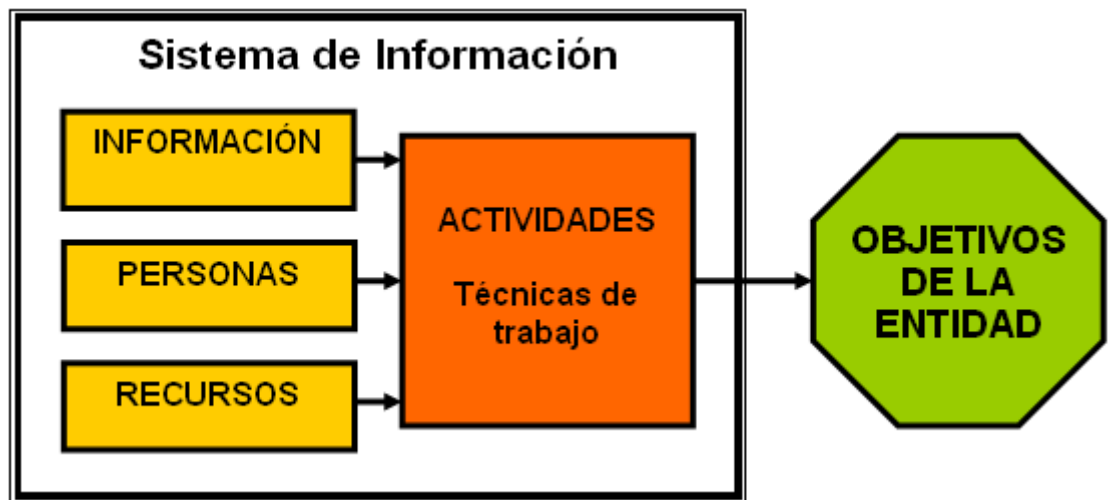 Sistema de Información
INFORMACIÓN
PERSONAS
RECURSOS
ACTIVIDADES
Técnicas de
trabajo
OBJETIVOS
DE LA
ENTIDAD